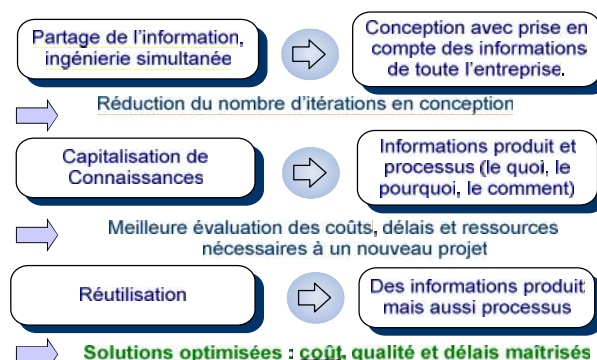 Partage de l'information,
ingénierie simultanée
Conception avec prise en
compte des informations
de toute l'entreprise.
Réduction du nombre d'itérations en conception
Capitalisation de
Connaissances
Informations produit et
processus (le quoi, le
pourquoi, le comment)
Meilleure évaluation des coûts, délais et ressources
nécessaires à un nouveau projet
Réutilisation
Des informations produit
mais aussi processus
Solutions optimisées : coût, qualité et délais maîtrisés